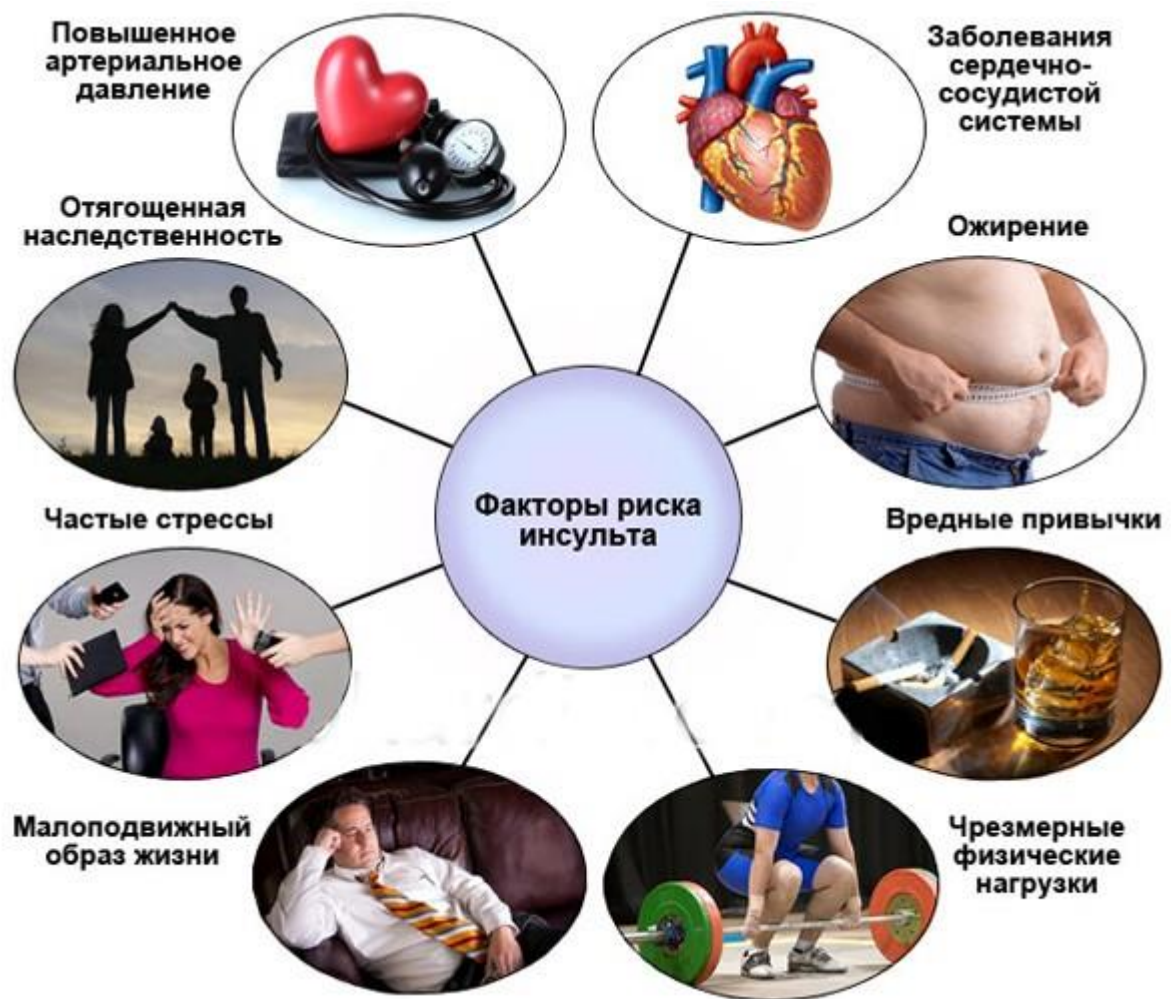 Повышенное
артериальное
давление
Заболевания
сердечно-
сосудистой
системы
Отягощенная
наследственность
Ожирение
Факторы риска
инсульта
Частые стрессы
Вредные привычки
Малоподвижный
образ жизни
Чрезмерные
физические
нагрузки